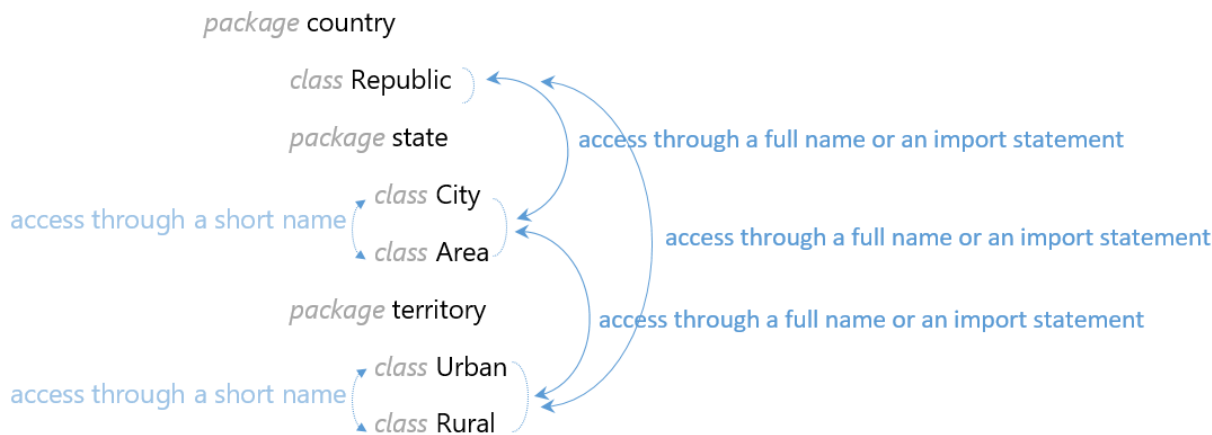 package country
class Republic
package state
access through a full name or an import statement
class City
access through a short name
access through a full name or an import statement
class Area
package territory
access through a full name or an import statement
class Urban
access through a short name
class Rural